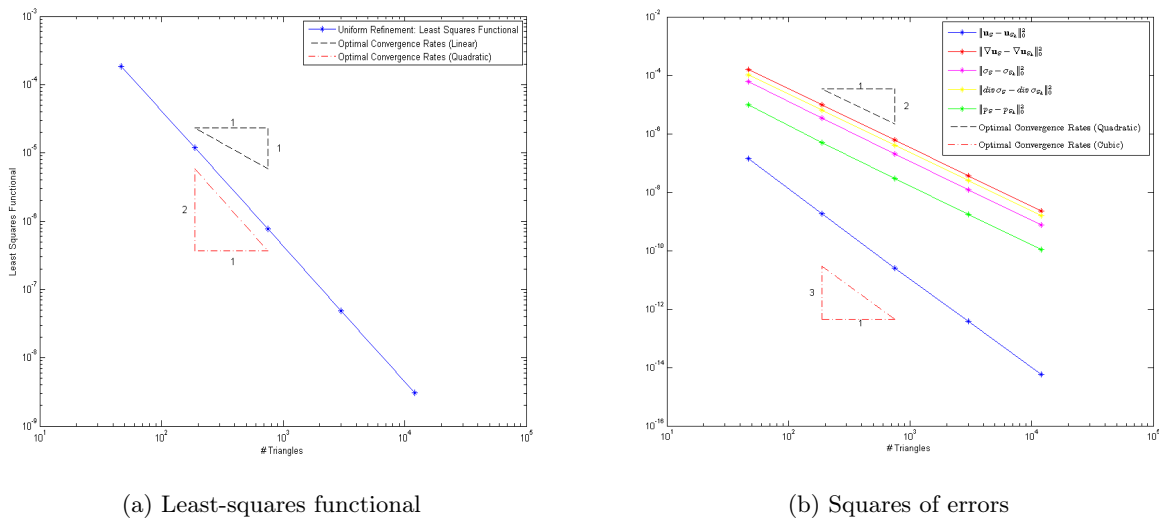 10^-3
10^-4
10^-5
10^-6
10^-7
10^-8
10^-9
Least Squares Functional
10^1
10^2
10^3
10^4
10^5
# Triangles
Uniform Refinement: Least Squares Functional
Optimal Convergence Rates (Linear)
Optimal Convergence Rates (Quadratic)
1
1
2
1
(a) Least-squares functional
10^-2
10^-4
10^-6
10^-8
10^-10
10^-12
10^-14
10^-16
10^1
10^2
10^3
10^4
10^5
# Triangles
‖u_S − u_{S_h}‖_0^2
‖∇u_S − ∇u_{S_h}‖_0^2
‖σ_S − σ_{S_h}‖_0^2
‖div σ_S − div σ_{S_h}‖_0^2
‖p_S − p_{S_h}‖_0^2
Optimal Convergence Rates (Quadratic)
Optimal Convergence Rates (Cubic)
1
2
3
1
(b) Squares of errors